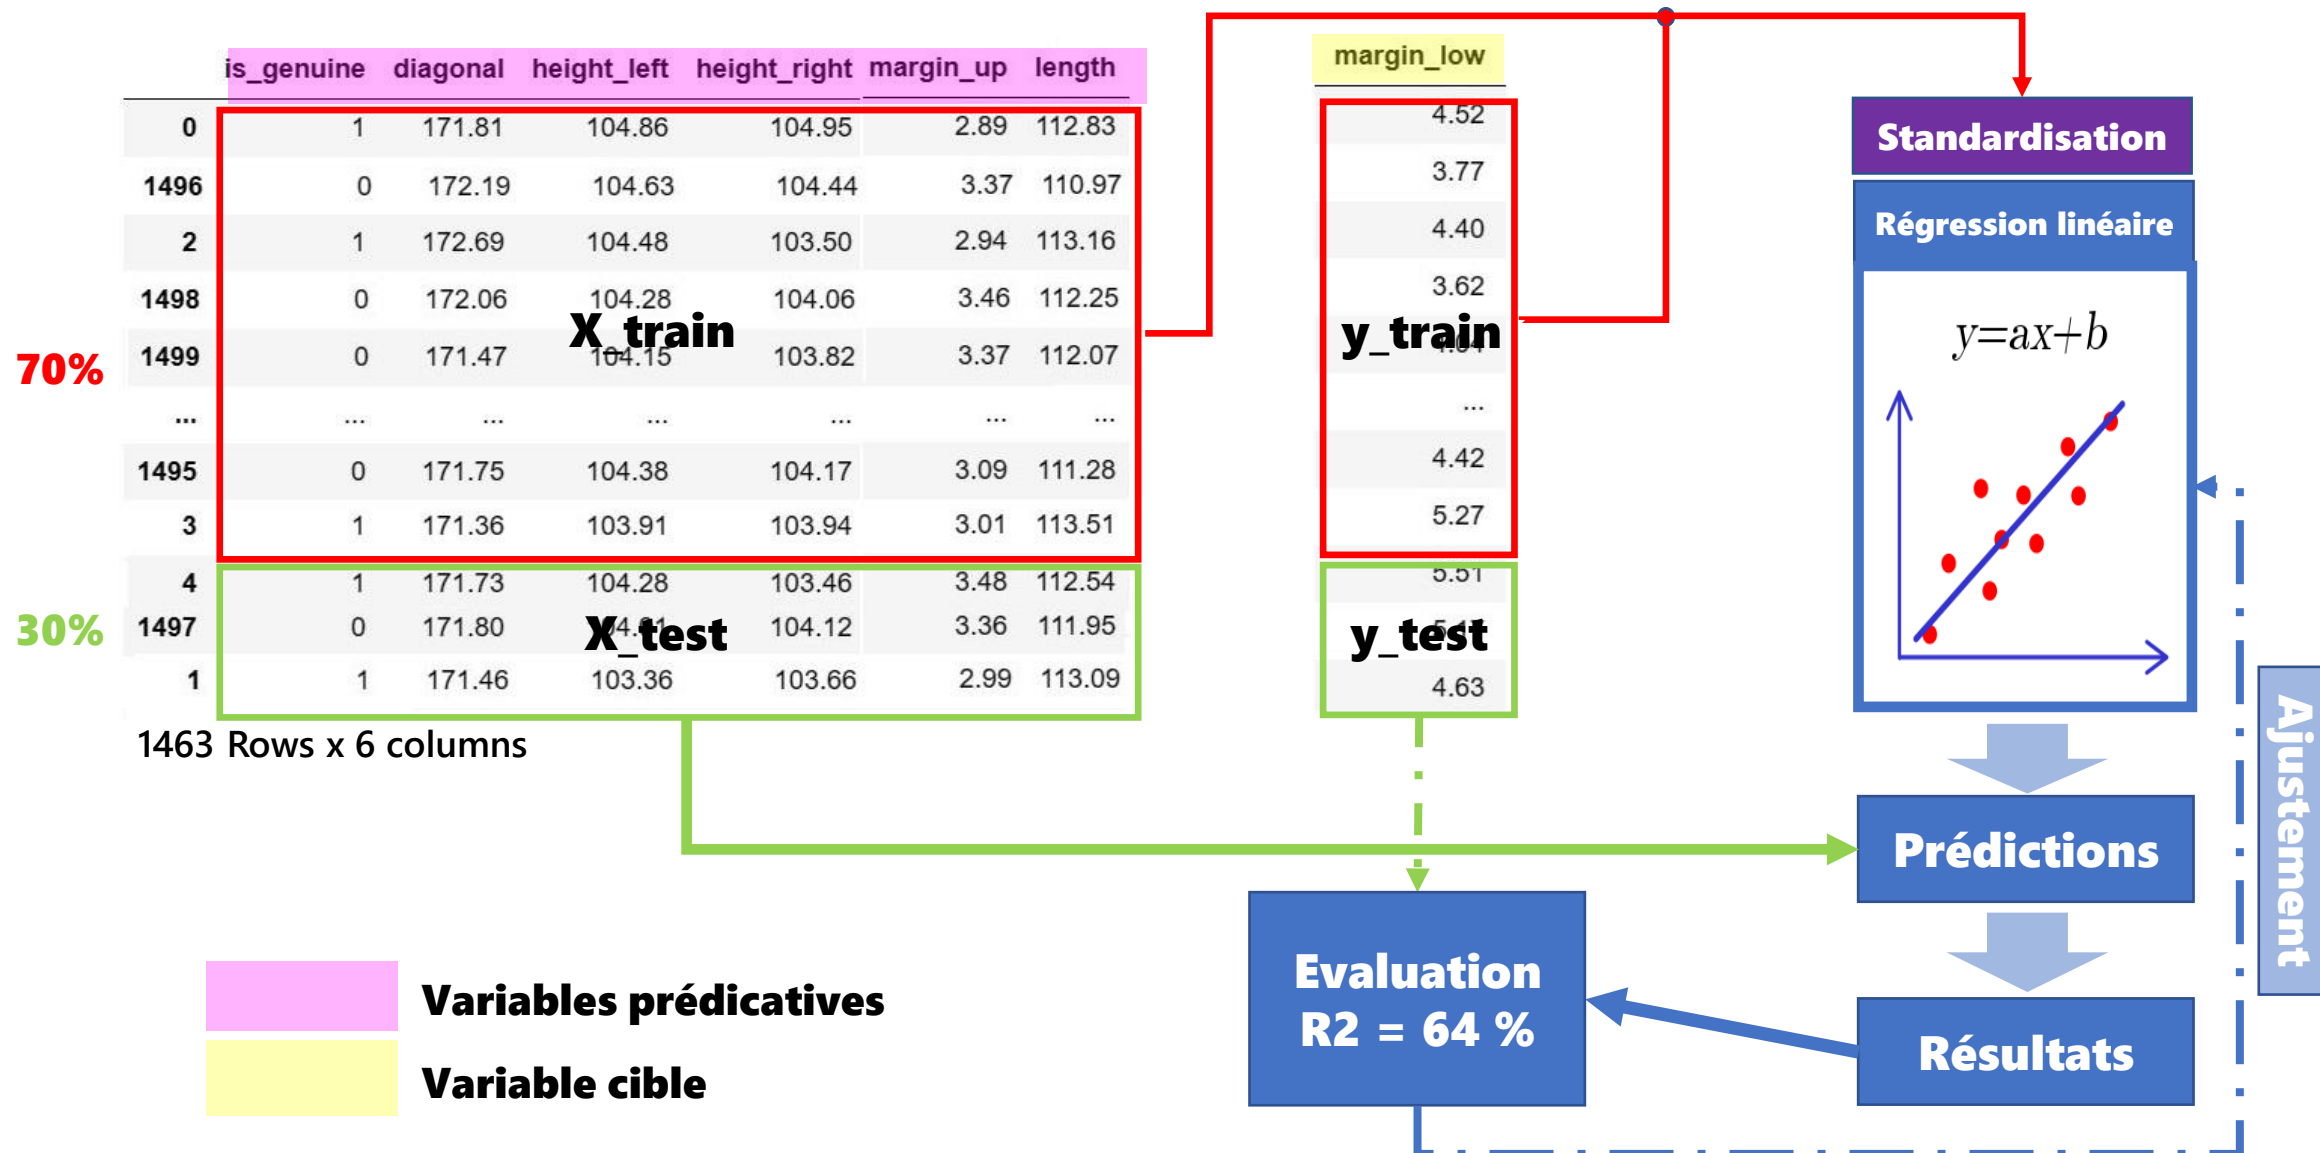 is_genuine diagonal height_left height_right margin_up length
0 1 171.81 104.86 104.95 2.89 112.83
1496 0 172.19 104.63 104.44 3.37 110.97
2 1 172.69 104.48 103.50 2.94 113.16
1498 0 172.06 104.28 104.06 3.46 112.25
X_train
1499 0 171.47 104.15 103.82 3.37 112.07
... ... ... ... ... ... ...
1495 0 171.75 104.38 104.17 3.09 111.28
3 1 171.36 103.91 103.94 3.01 113.51
4 1 171.73 104.28 103.46 3.48 112.54
1497 0 171.80 104.12 3.36 111.95
X_test
1 1 171.46 103.36 103.66 2.99 113.09
1463 Rows x 6 columns
70%
30%
margin_low
4.52
3.77
4.40
3.62
y_train
...
4.42
5.27
5.51
y_test
4.63
Standardisation
Régression linéaire
y=ax+b
Prédictions
Résultats
Ajustement
Evaluation
R2 = 64 %
Variables prédicatives
Variable cible